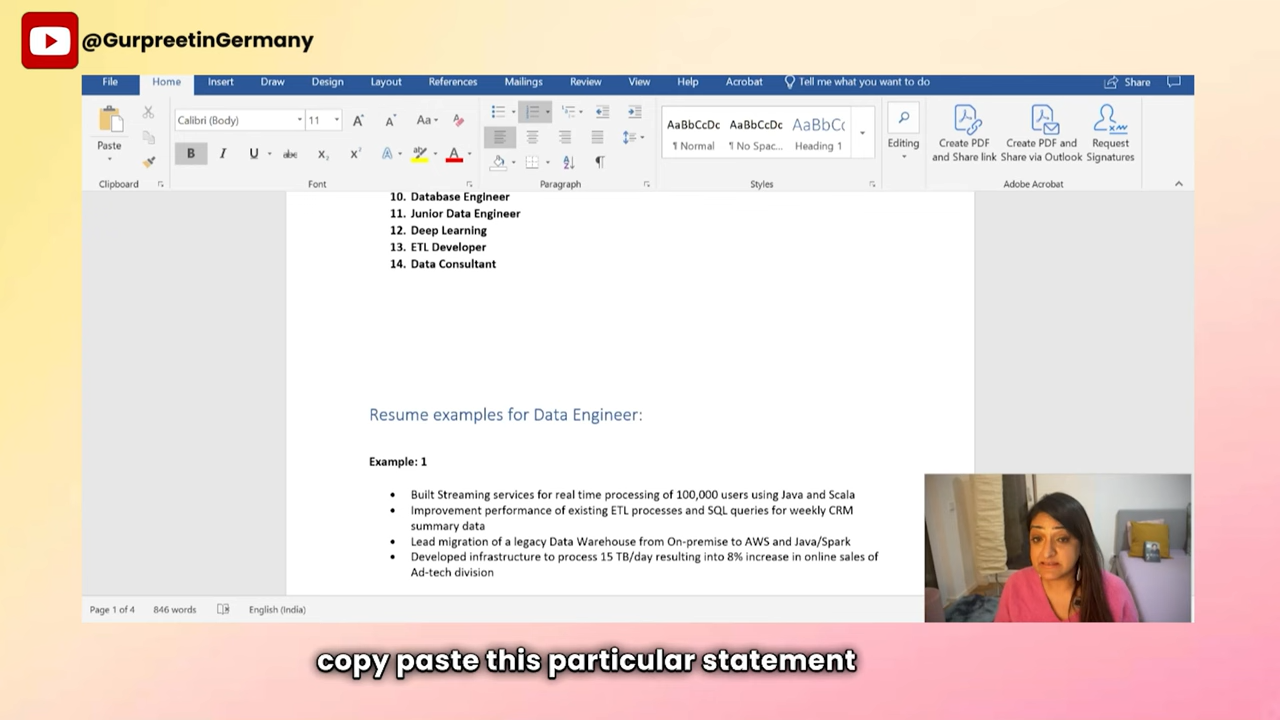 @GurpreetinGermany
File Home Insert Draw Design Layout References Mailings Review View Help Acrobat Tell me what you want to do Share
Calibri (Body) 11 A A Aa
Paste
B I U abc X₂ X² A A
AaBbCcDc AaBbCcDc AaBbCc
¶ Normal ¶ No Spac... Heading 1
Editing
Create PDF and Share link
Create PDF and Share via Outlook
Request Signatures
Clipboard Font Paragraph Styles Adobe Acrobat
10. Database Engineer
11. Junior Data Engineer
12. Deep Learning
13. ETL Developer
14. Data Consultant
Resume examples for Data Engineer:
Example: 1
• Built Streaming services for real time processing of 100,000 users using Java and Scala
• Improvement performance of existing ETL processes and SQL queries for weekly CRM
summary data
• Lead migration of a legacy Data Warehouse from On-premise to AWS and Java/Spark
• Developed infrastructure to process 15 TB/day resulting into 8% increase in online sales of
Ad-tech division
Page 1 of 4 846 words English (India)
copy paste this particular statement